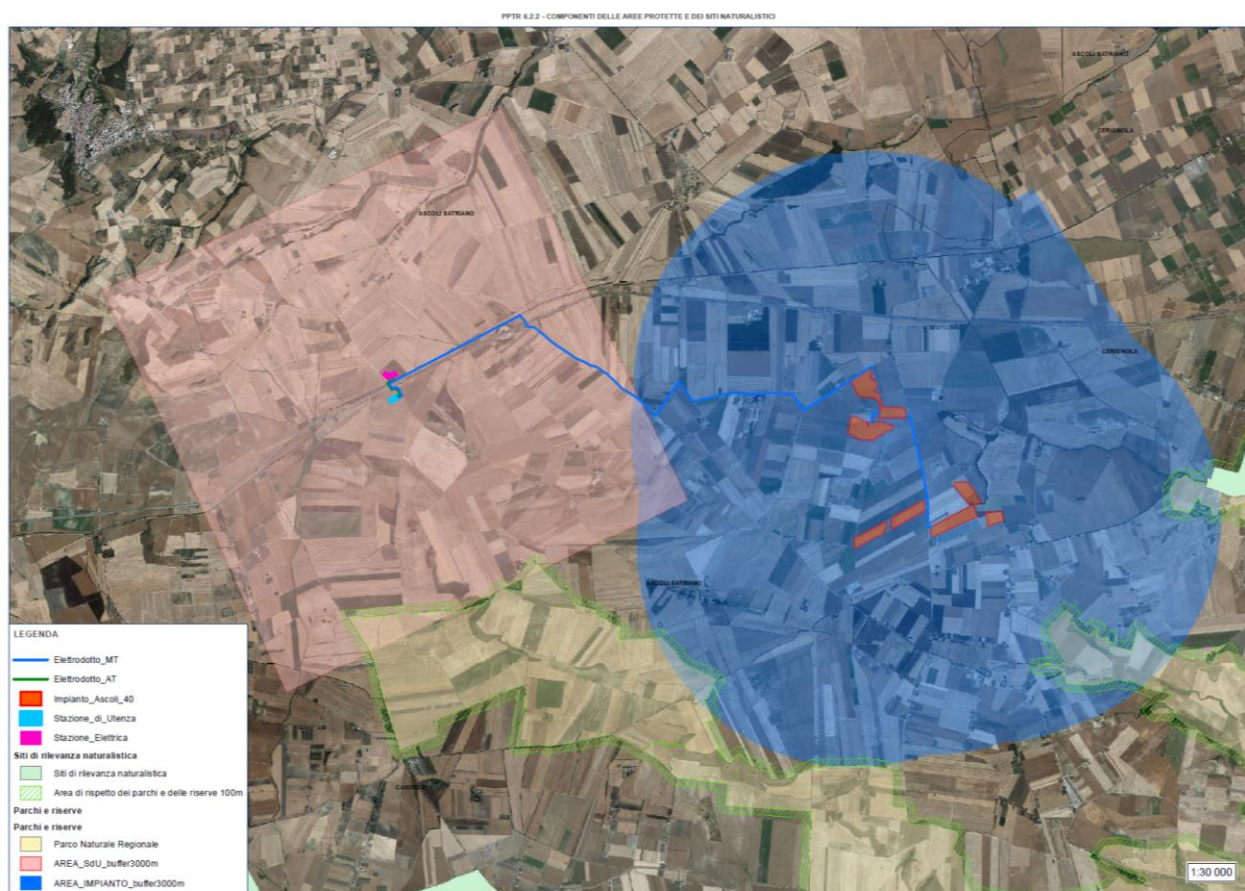 PPTR 6.2.2 - COMPONENTI DELLE AREE PROTETTE E DEI SITI NATURALISTICI
ASCOLI SATRIANO
CERIGNOLA
ASCOLI SATRIANO
CERIGNOLA
ASCOLI SATRIANO
LEGENDA
Elettrodotto_MT
Elettrodotto_AT
Impianto_Ascoli_40
Stazione_di_Utenza
Stazione_Elettrica
Siti di rilevanza naturalistica
Siti di rilevanza naturalistica
Area di rispetto dei parchi e delle riserve 100m
Parchi e riserve
Parchi e riserve
Parco Naturale Regionale
AREA_SdU_buffer3000m
AREA_IMPIANTO_buffer3000m
1:30 000